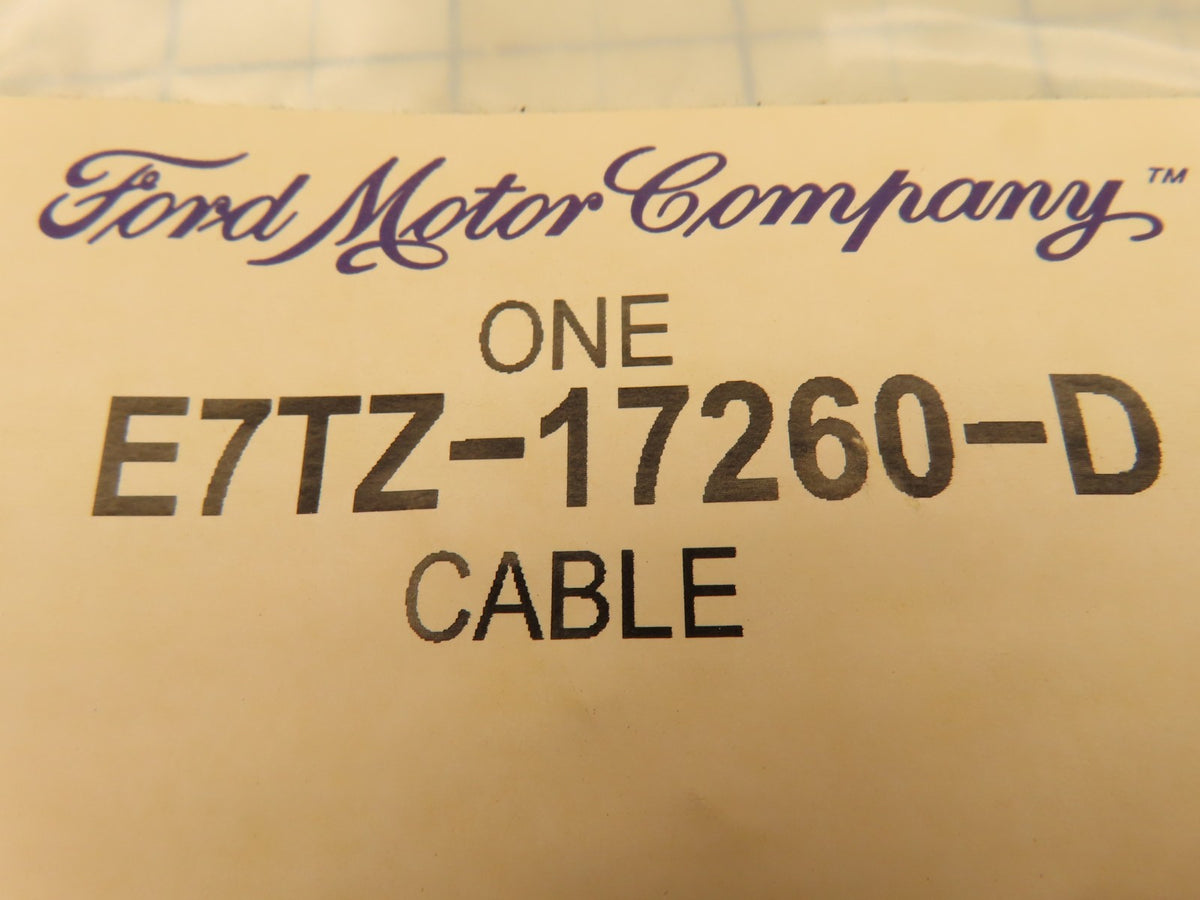 Ford Motor Company™
ONE
E7TZ-17260-D
CABLE